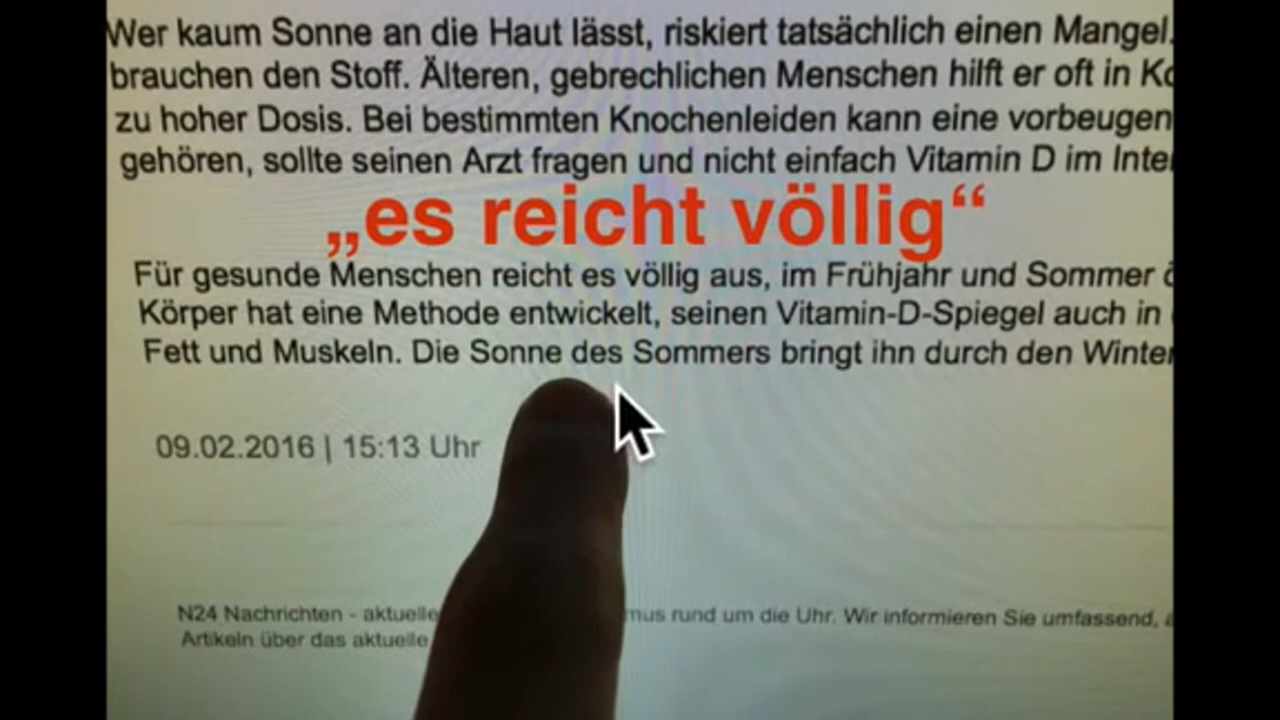 Wer kaum Sonne an die Haut lässt, riskiert tatsächlich einen Mangel.
brauchen den Stoff. Älteren, gebrechlichen Menschen hilft er oft in
zu hoher Dosis. Bei bestimmten Knochenleiden kann eine vorbeugen
gehören, sollte seinen Arzt fragen und nicht einfach Vitamin D im
„es reicht völlig“
Für gesunde Menschen reicht es völlig aus, im Frühjahr und Sommer
Körper hat eine Methode entwickelt, seinen Vitamin-D-Spiegel auch in
Fett und Muskeln. Die Sonne des Sommers bringt ihn durch den Winter
09.02.2016 | 15:13 Uhr
N24 Nachrichten - aktuelle rund um die Uhr. Wir informieren Sie umfassend,
Artikeln über das aktuelle